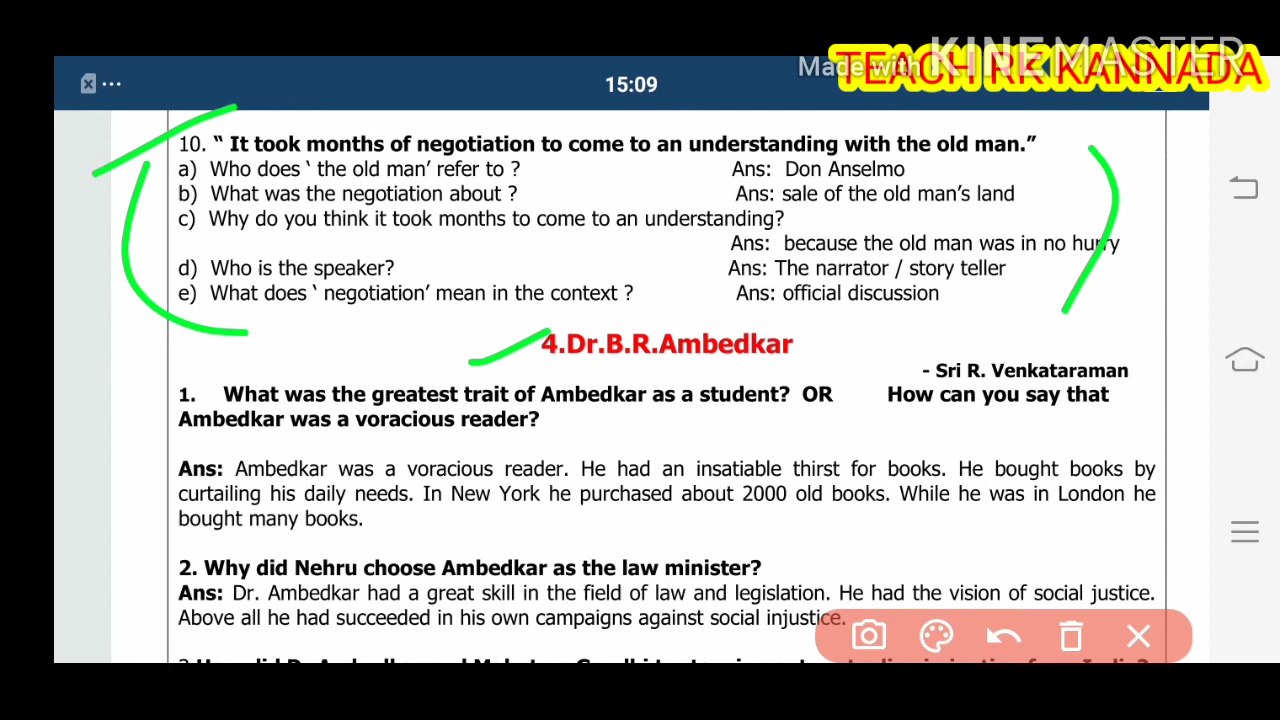 Made with KINEMASTER
TEACH RK KANNADA
15:09
10. “ It took months of negotiation to come to an understanding with the old man.”
a) Who does ‘ the old man’ refer to ? Ans: Don Anselmo
b) What was the negotiation about ? Ans: sale of the old man’s land
c) Why do you think it took months to come to an understanding?
Ans: because the old man was in no hurry
d) Who is the speaker? Ans: The narrator / story teller
e) What does ‘ negotiation’ mean in the context ? Ans: official discussion
4.Dr.B.R.Ambedkar
- Sri R. Venkataraman
1. What was the greatest trait of Ambedkar as a student? OR How can you say that
Ambedkar was a voracious reader?
Ans: Ambedkar was a voracious reader. He had an insatiable thirst for books. He bought books by
curtailing his daily needs. In New York he purchased about 2000 old books. While he was in London he
bought many books.
2. Why did Nehru choose Ambedkar as the law minister?
Ans: Dr. Ambedkar had a great skill in the field of law and legislation. He had the vision of social justice.
Above all he had succeeded in his own campaigns against social injustice.